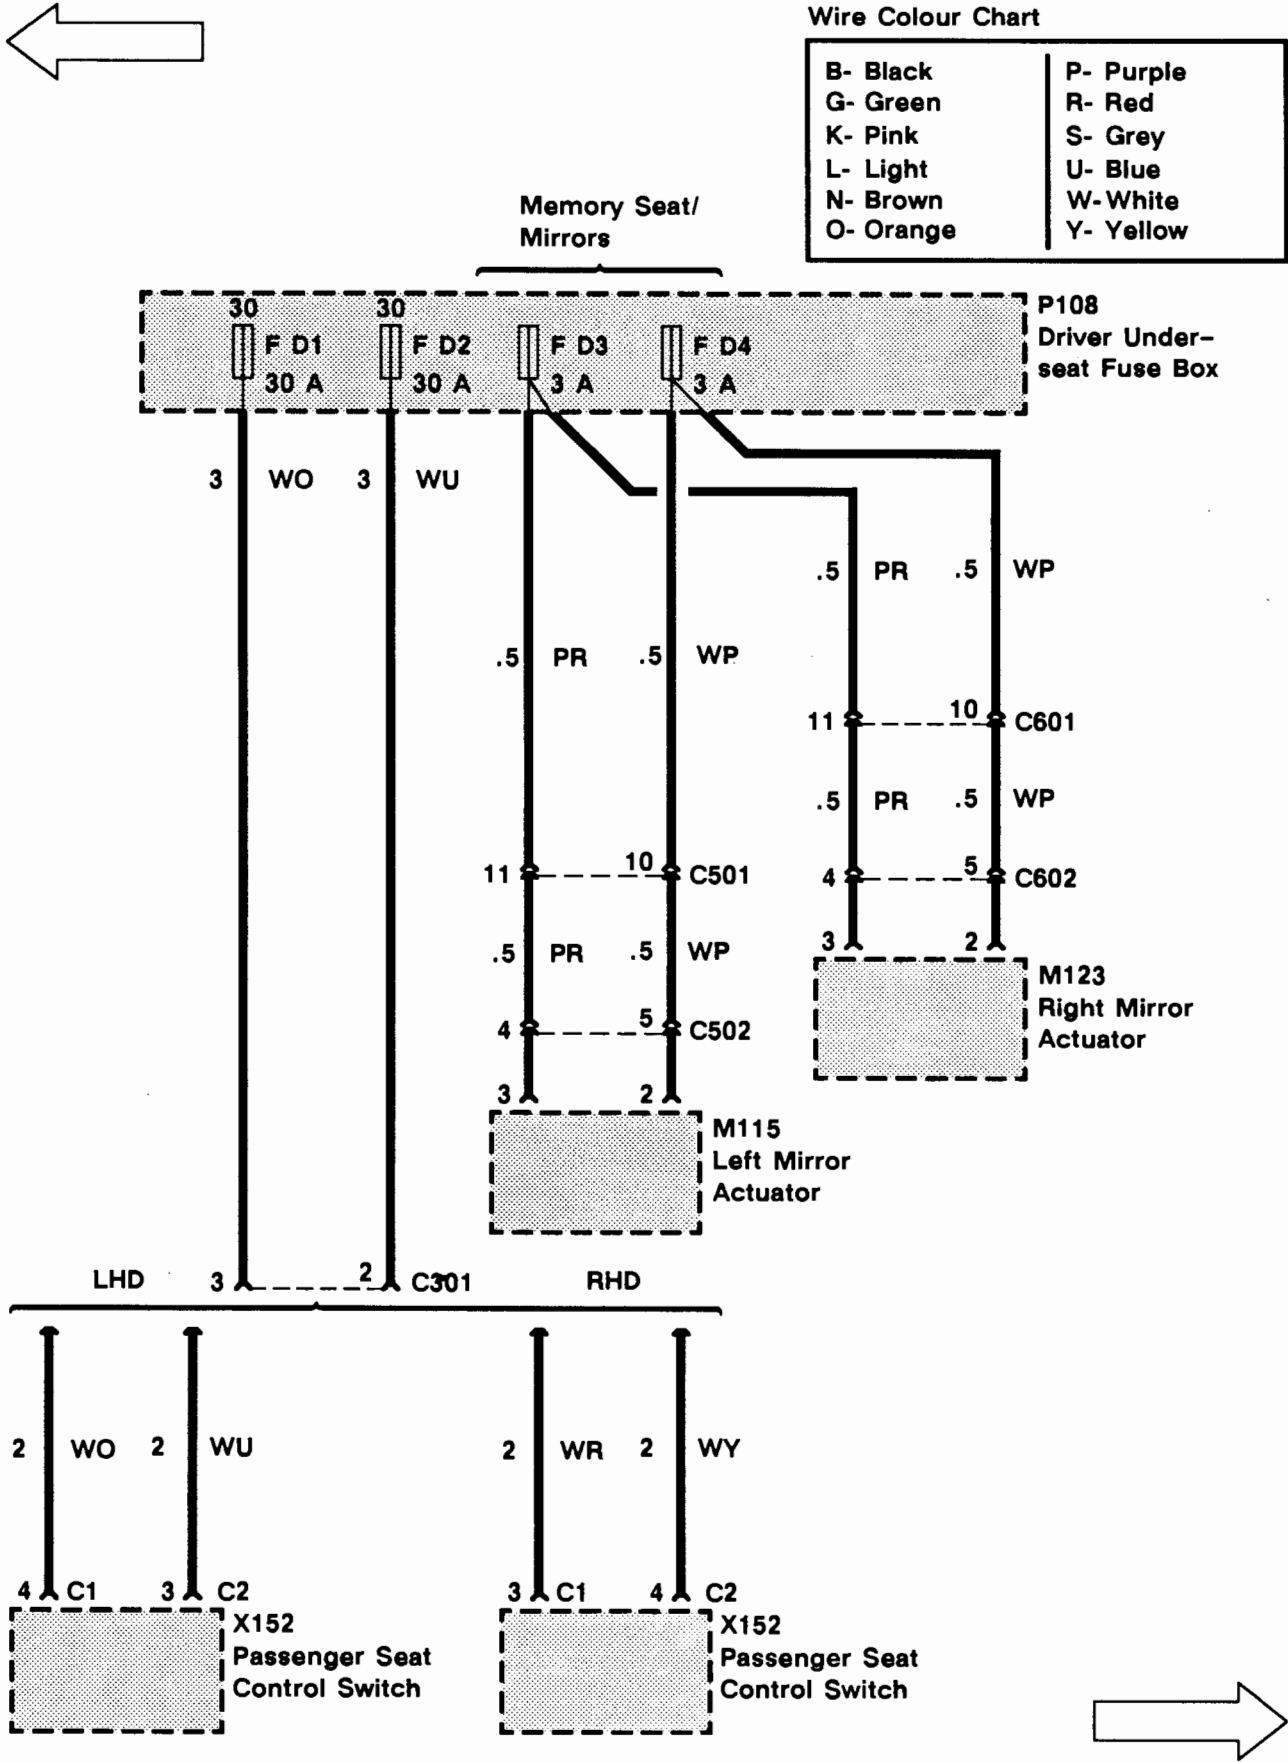 Wire Colour Chart
B- Black
G- Green
K- Pink
L- Light
N- Brown
O- Orange
P- Purple
R- Red
S- Grey
U- Blue
W- White
Y- Yellow
Memory Seat/
Mirrors
30 30
F D1 F D2 F D3 F D4
30 A 30 A 3 A 3 A
P108
Driver Under-
seat Fuse Box
3 WO 3 WU
.5 PR .5 WP
.5 PR .5 WP
11 10 C601
.5 PR .5 WP
11 10 C501
4 5 C602
.5 PR .5 WP
3 2
M123
Right Mirror
Actuator
4 5 C502
3 2
M115
Left Mirror
Actuator
LHD 3 2 C301 RHD
2 WO 2 WU 2 WR 2 WY
4 C1 3 C2 3 C1 4 C2
X152
Passenger Seat
Control Switch
X152
Passenger Seat
Control Switch